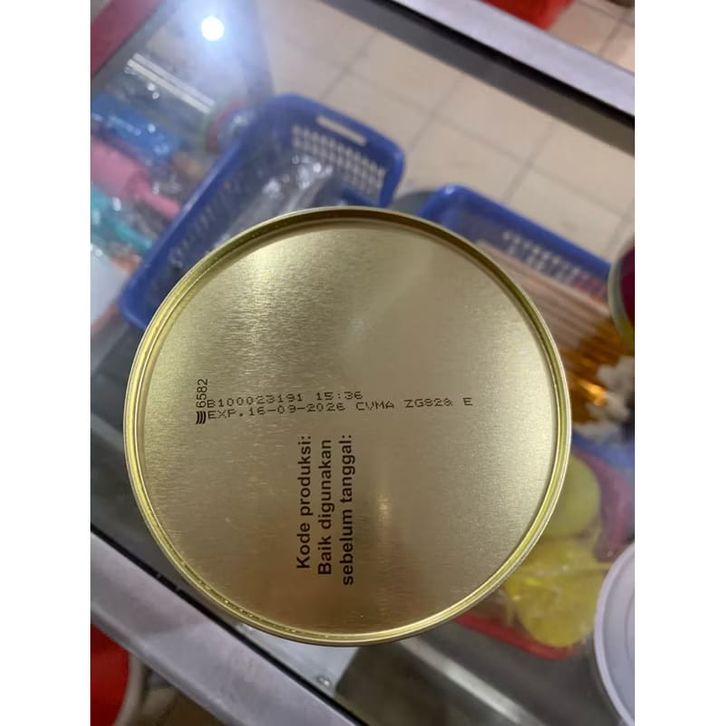 6582
B100023191 15:36
EXP.16-09-2026 CVMA ZG828 E
Kode produksi:
Baik digunakan
sebelum tanggal: